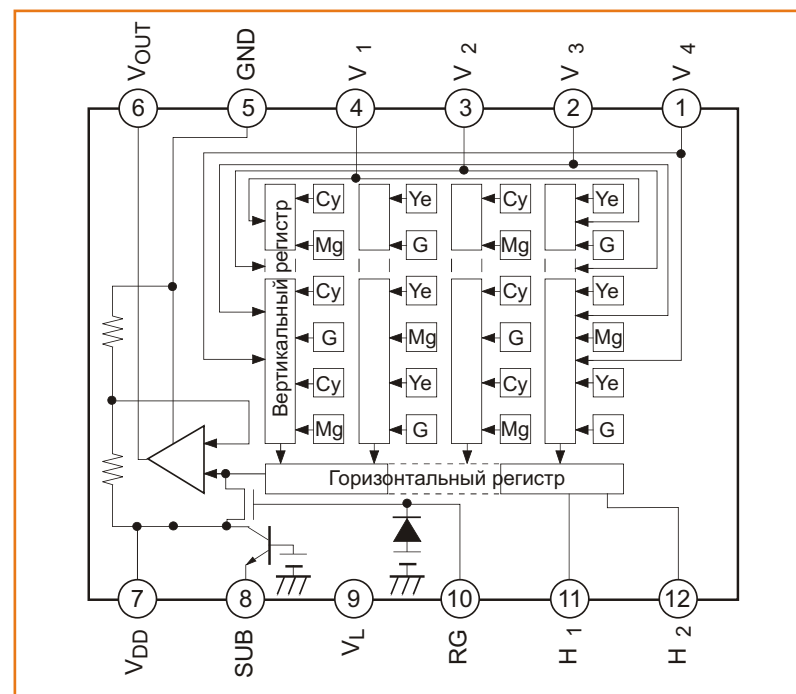 VOUT GND V 1 V 2 V 3 V 4
6 5 4 3 2 1
Cy Ye Cy Ye
Mg G Mg G
Cy Ye Cy Ye
G Mg G Mg
Cy Ye Cy Ye
Mg G Mg G
Вертикальный регистр
Горизонтальный регистр
7 8 9 10 11 12
VDD SUB VL RG H 1 H 2